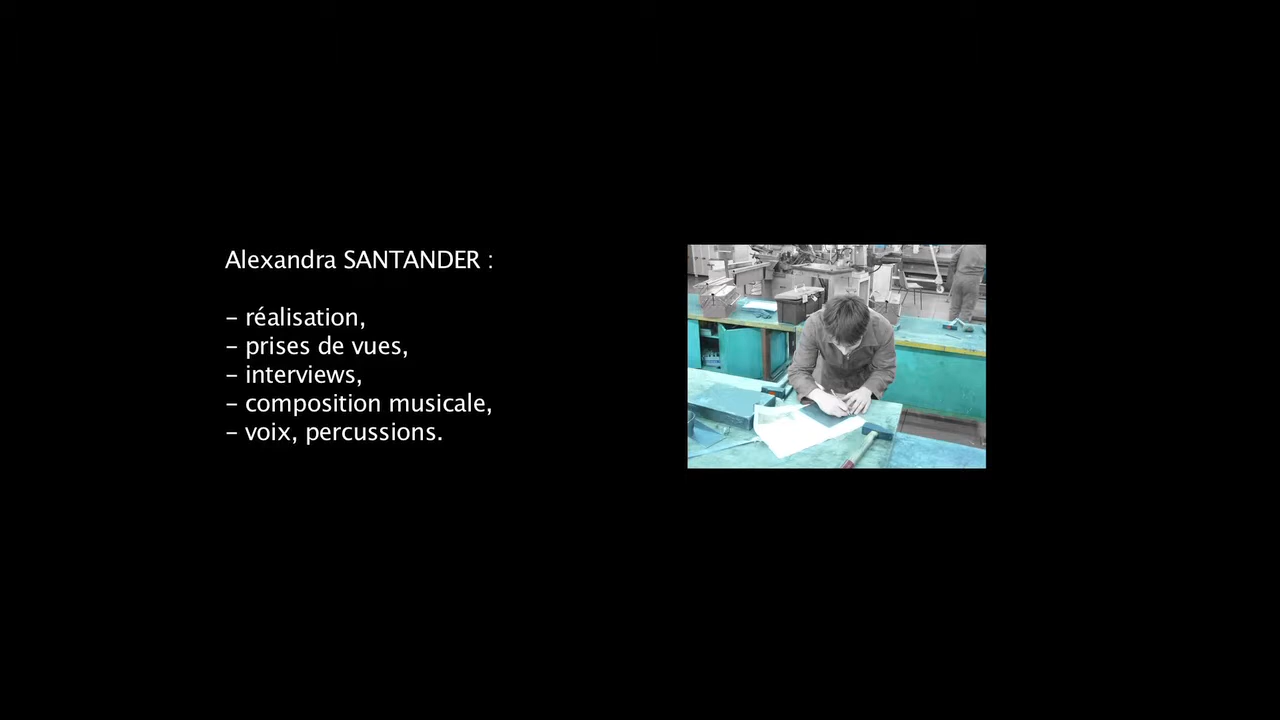 Alexandra SANTANDER :
- réalisation,
- prises de vues,
- interviews,
- composition musicale,
- voix, percussions.